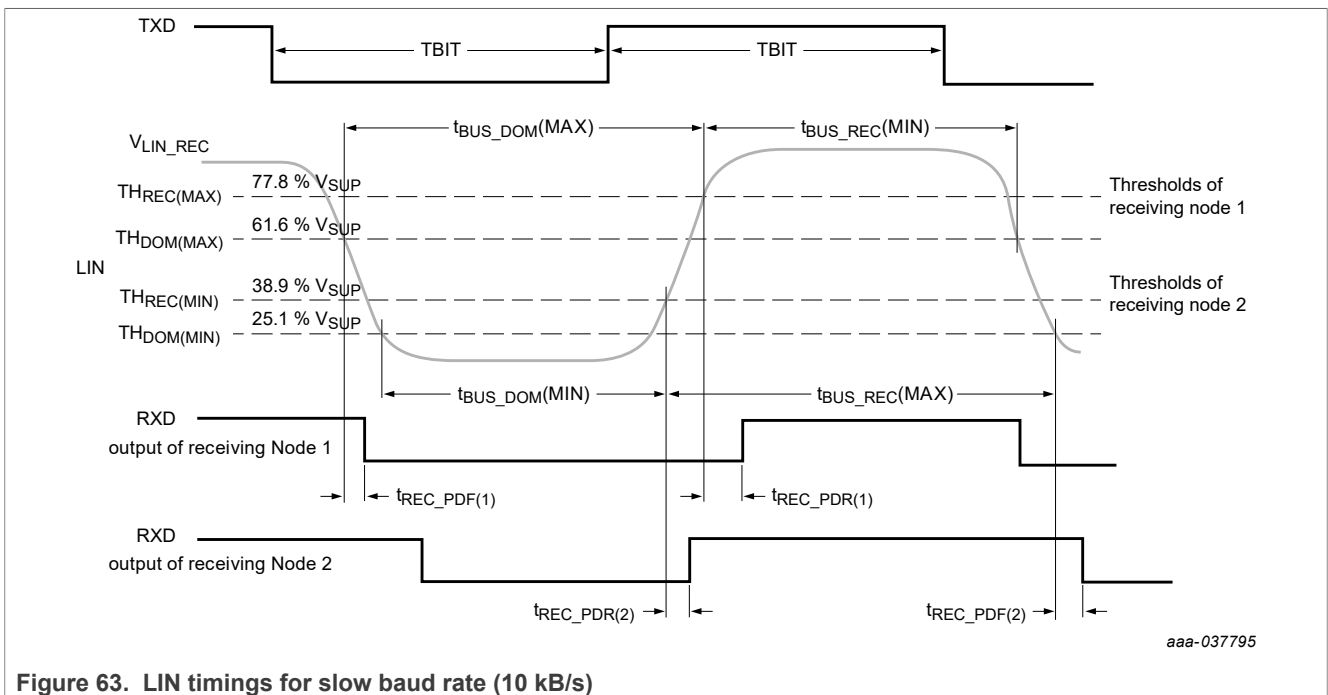 TXD
TBIT
TBIT
tBUS_DOM(MAX)
tBUS_REC(MIN)
VLIN_REC
77.8 % VSUP
THREC(MAX)
Thresholds of
receiving node 1
61.6 % VSUP
THDOM(MAX)
LIN
38.9 % VSUP
THREC(MIN)
Thresholds of
receiving node 2
25.1 % VSUP
THDOM(MIN)
tBUS_DOM(MIN)
tBUS_REC(MAX)
RXD
output of receiving Node 1
tREC_PDF(1)
tREC_PDR(1)
RXD
output of receiving Node 2
tREC_PDR(2)
tREC_PDF(2)
aaa-037795
Figure 63. LIN timings for slow baud rate (10 kB/s)